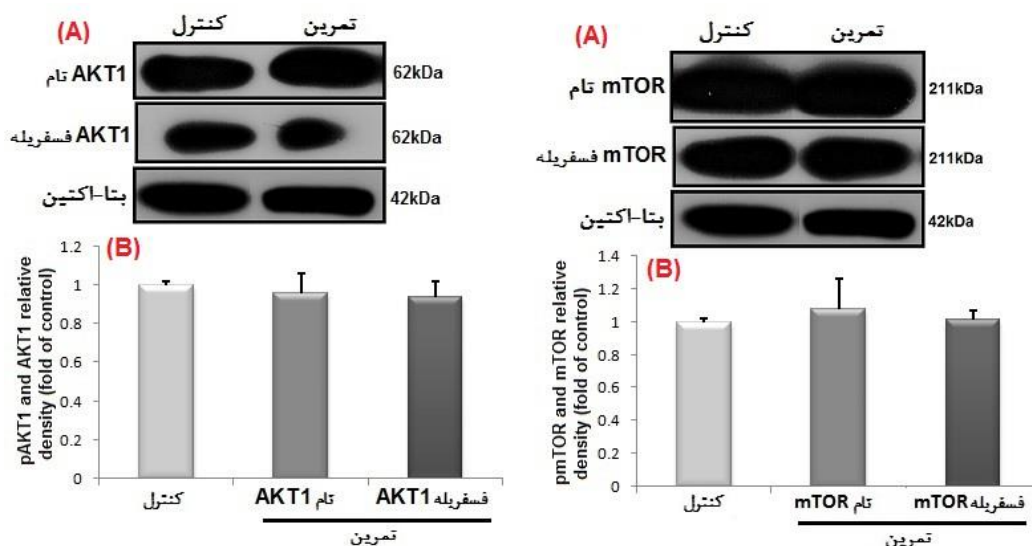 (A)
کنترل تمرین
AKT1 تام 62kDa
AKT1 فسفریله 62kDa
بتا-اکتین 42kDa
(B)
pAKT1 and AKT1 relative
density (fold of control)
1.2
1
0.8
0.6
0.4
0.2
0
کنترل
AKT1 تام
AKT1 فسفریله
تمرین
(A)
کنترل تمرین
mTOR تام 211kDa
mTOR فسفریله 211kDa
بتا-اکتین 42kDa
(B)
pmTOR and mTOR relative
density (fold of control)
1.4
1.2
1
0.8
0.6
0.4
0.2
0
کنترل
mTOR تام
mTOR فسفریله
تمرین